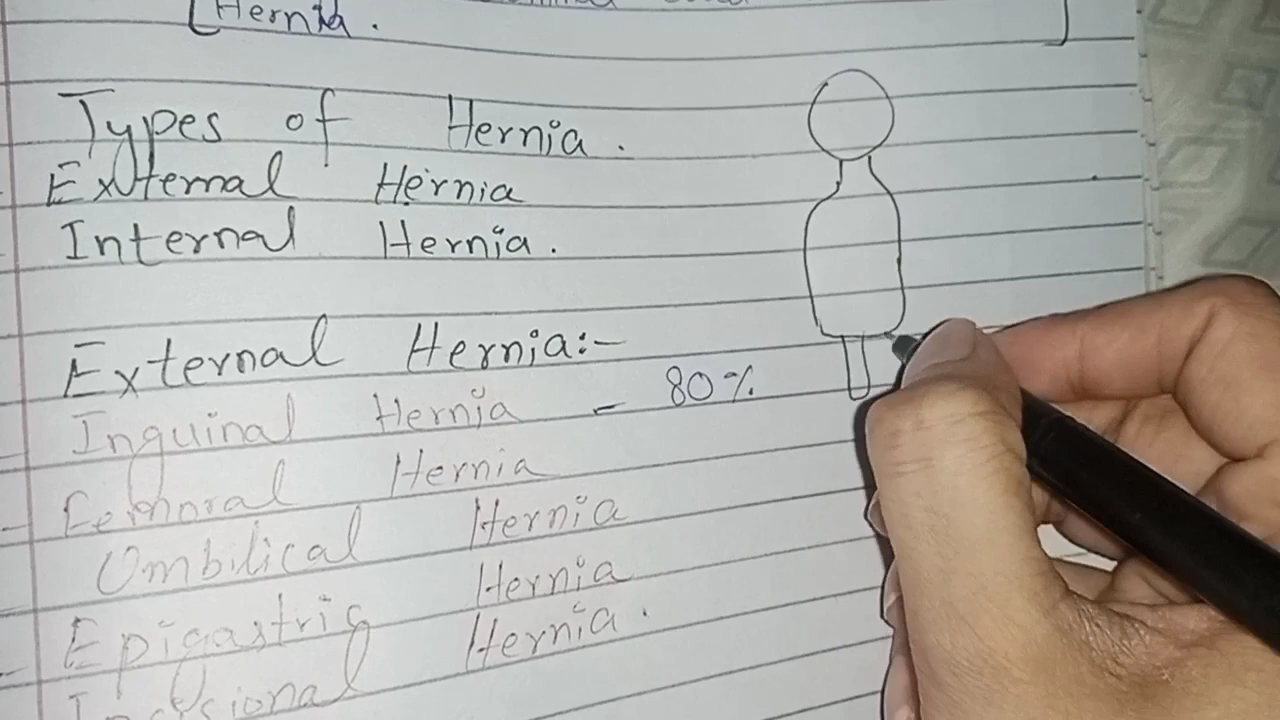 Hernia.
Types of Hernia.
External Hernia
Internal Hernia.
External Hernia:-
Inguinal Hernia - 80%
Femoral Hernia
Umbilical Hernia
Epigastric Hernia
Incisional Hernia.